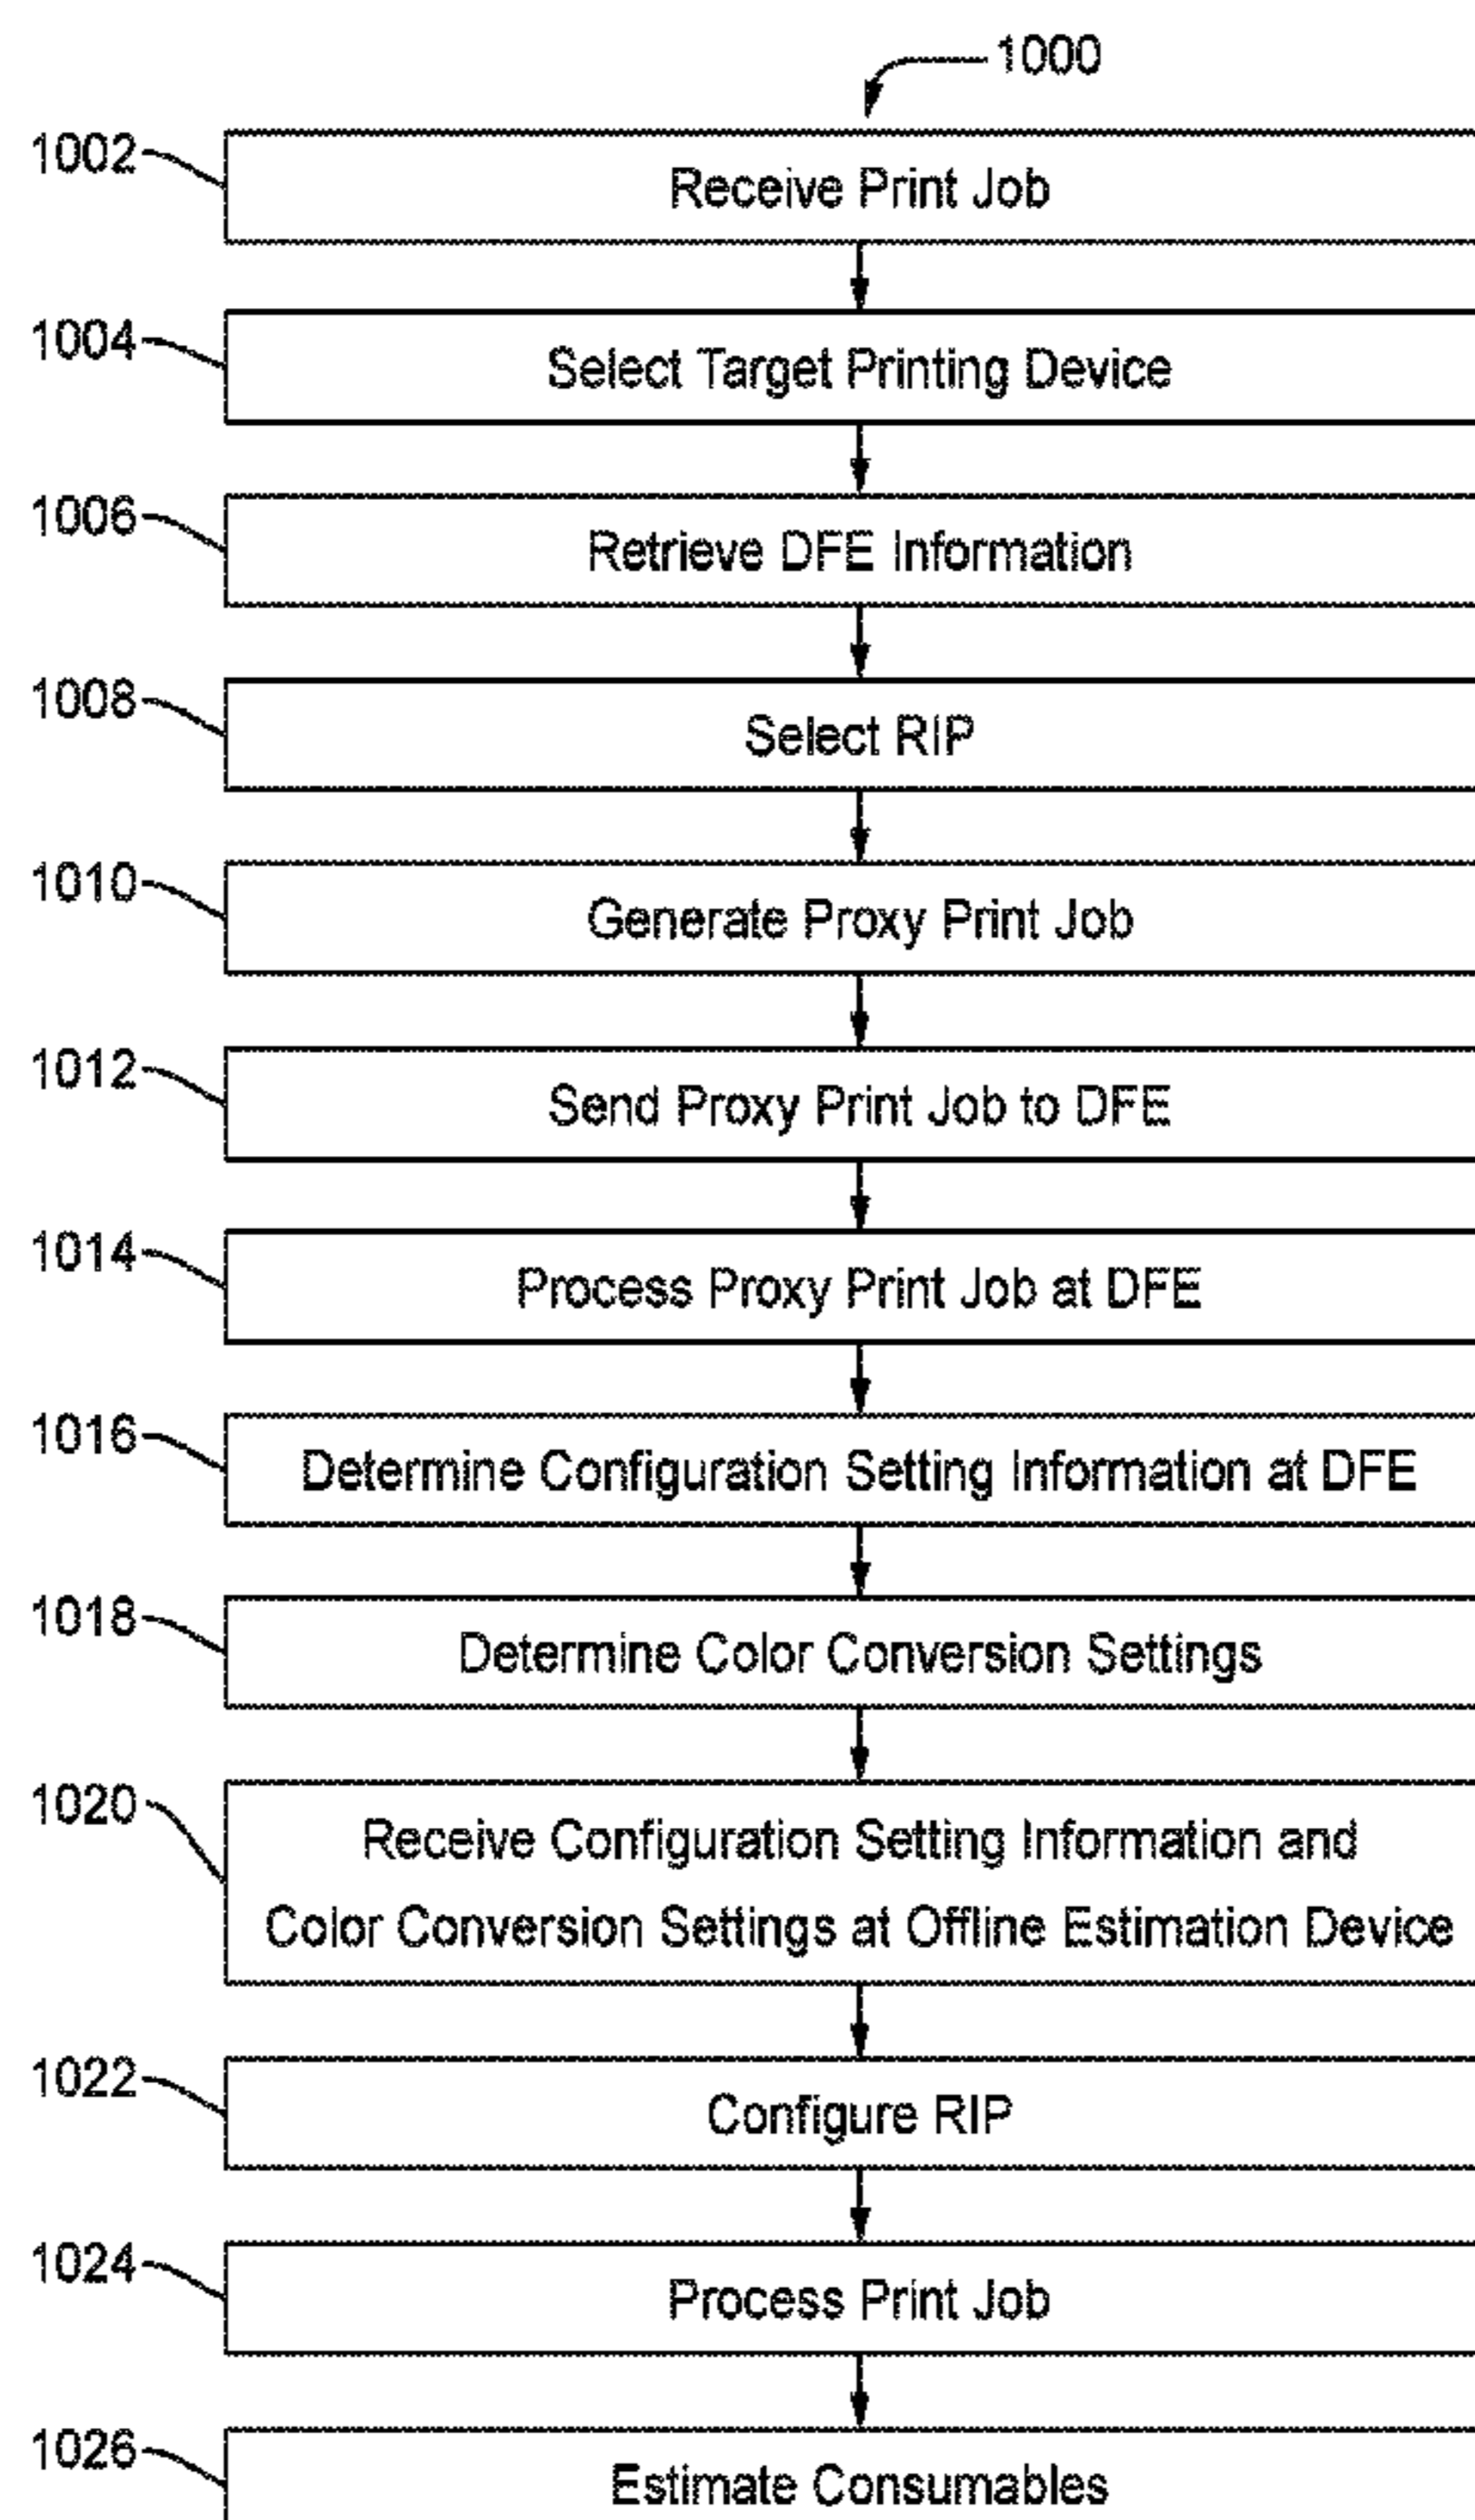 1000
1002
Receive Print Job
1004
Select Target Printing Device
1006
Retrieve DFE Information
1008
Select RIP
1010
Generate Proxy Print Job
1012
Send Proxy Print Job to DFE
1014
Process Proxy Print Job at DFE
1016
Determine Configuration Setting Information at DFE
1018
Determine Color Conversion Settings
1020
Receive Configuration Setting Information and
Color Conversion Settings at Offline Estimation Device
1022
Configure RIP
1024
Process Print Job
1026
Estimate Consumables